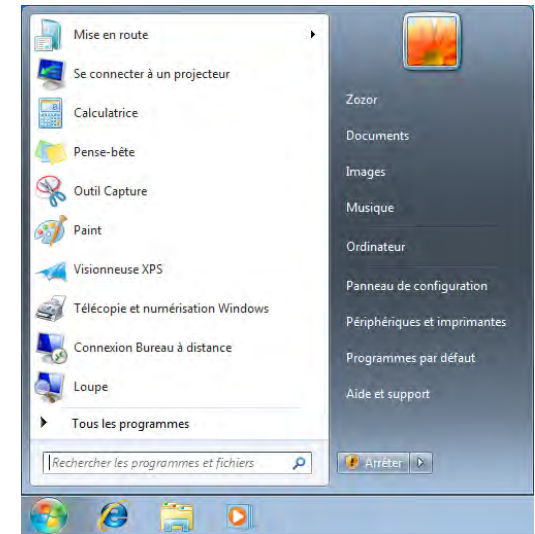 Mise en route
Se connecter à un projecteur
Calculatrice
Pense-bête
Outil Capture
Paint
Visionneuse XPS
Télécopie et numérisation Windows
Connexion Bureau à distance
Loupe
Tous les programmes
Rechercher les programmes et fichiers
Zozor
Documents
Images
Musique
Ordinateur
Panneau de configuration
Périphériques et imprimantes
Programmes par défaut
Aide et support
Arrêter